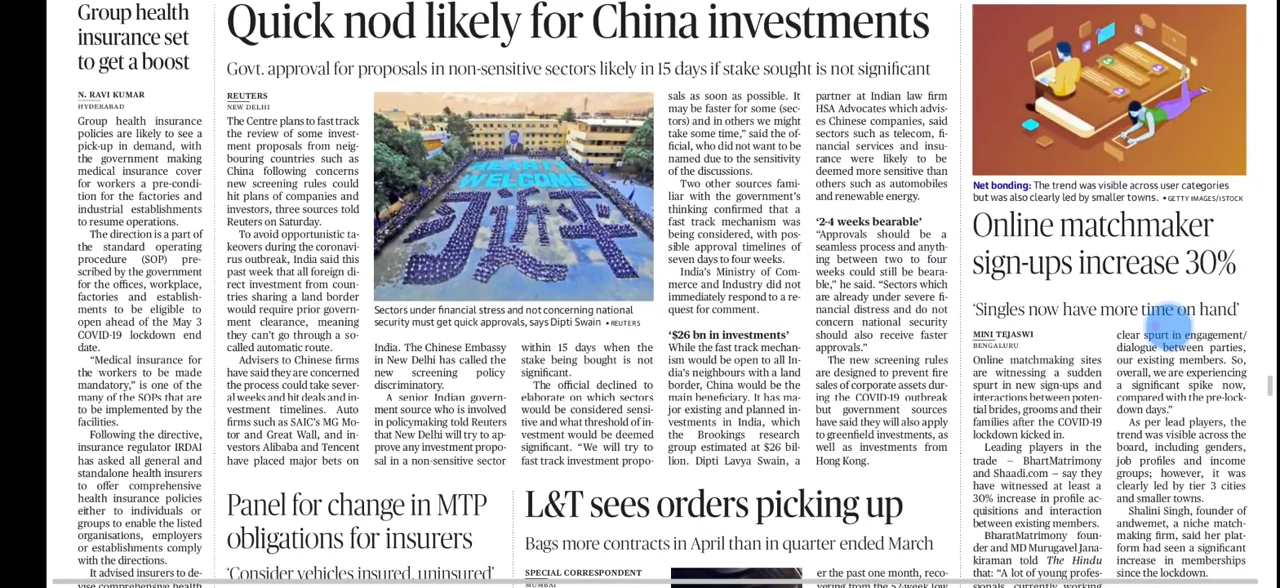 Group health
insurance set
to get a boost
N. RAVI KUMAR
HYDERABAD
Group health insurance
policies are likely to see a
pick-up in demand, with
the government making
medical insurance cover
for workers a pre-condi-
tion for the factories and
industrial establishments
to resume operations.
The direction is a part of
the standard operating
procedure (SOP) pre-
scribed by the government
for the offices, workplace,
factories and establish-
ments to be eligible to
open ahead of the May 3
COVID-19 lockdown end
date.
“Medical insurance for
the workers to be made
mandatory,” is one of the
many of the SOPs that are
to be implemented by the
facilities.
Following the directive,
insurance regulator IRDAI
has asked all general and
standalone health insurers
to offer comprehensive
health insurance policies
either to individuals or
groups to enable the listed
organisations, employers
or establishments comply
with the directions.
It advised insurers to de-
vise comprehensive health
Quick nod likely for China investments
Govt. approval for proposals in non-sensitive sectors likely in 15 days if stake sought is not significant
REUTERS
NEW DELHI
The Centre plans to fast track
the review of some invest-
ment proposals from neig-
bouring countries such as
China following concerns
new screening rules could
hit plans of companies and
investors, three sources told
Reuters on Saturday.
To avoid opportunistic ta-
keovers during the coronavi-
rus outbreak, India said this
past week that all foreign di-
rect investment from coun-
tries sharing a land border
would require prior govern-
ment clearance, meaning
they can’t go through a so-
called automatic route.
Advisers to Chinese firms
have said they are concerned
the process could take sever-
al weeks and hit deals and in-
vestment timelines. Auto
firms such as SAIC’s MG Mo-
tor and Great Wall, and in-
vestors Alibaba and Tencent
have placed major bets on
HEARTY
WELCOME
近平
Sectors under financial stress and not concerning national
security must get quick approvals, says Dipti Swain • REUTERS
India. The Chinese Embassy
in New Delhi has called the
new screening policy
discriminatory.
A senior Indian govern-
ment source who is involved
in policymaking told Reuters
that New Delhi will try to ap-
prove any investment propo-
sal in a non-sensitive sector
within 15 days when the
stake being bought is not
significant.
The official declined to
elaborate on which sectors
would be considered sensi-
tive and what threshold of in-
vestment would be deemed
significant. “We will try to
fast track investment propo-
sals as soon as possible. It
may be faster for some (sec-
tors) and in others we might
take some time,” said the of-
ficial, who did not want to be
named due to the sensitivity
of the discussions.
Two other sources fami-
liar with the government’s
thinking confirmed that a
fast track mechanism was
being considered, with pos-
sible approval timelines of
seven days to four weeks.
India’s Ministry of Com-
merce and Industry did not
immediately respond to a re-
quest for comment.
‘$26 bn in investments’
While the fast track mechan-
ism would be open to all In-
dia’s neighbours with a land
border, China would be the
main beneficiary. It has ma-
jor existing and planned in-
vestments in India, which
the Brookings research
group estimated at $26 bil-
lion. Dipti Lavya Swain, a
partner at Indian law firm
HSA Advocates which advis-
es Chinese companies, said
sectors such as telecom, fi-
nancial services and insu-
rance were likely to be
deemed more sensitive than
others such as automobiles
and renewable energy.
‘2-4 weeks bearable’
“Approvals should be a
seamless process and anyth-
ing between two to four
weeks could still be beara-
ble,” he said. “Sectors which
are already under severe fi-
nancial distress and do not
concern national security
should also receive faster
approvals.”
The new screening rules
are designed to prevent fire
sales of corporate assets dur-
ing the COVID-19 outbreak
but government sources
have said they will also apply
to greenfield investments, as
well as investments from
Hong Kong.
Panel for change in MTP
obligations for insurers
‘Consider vehicles insured, uninsured’
L&T sees orders picking up
Bags more contracts in April than in quarter ended March
SPECIAL CORRESPONDENT
MUMBAI
er the past one month, reco-
vering from the 52-week low
Net bonding: The trend was visible across user categories
but was also clearly led by smaller towns. • GETTY IMAGES/ISTOCK
Online matchmaker
sign-ups increase 30%
‘Singles now have more time on hand’
MINI TEJASWI
BENGALURU
Online matchmaking sites
are witnessing a sudden
spurt in new sign-ups and
interactions between poten-
tial brides, grooms and their
families after the COVID-19
lockdown kicked in.
Leading players in the
trade – BhartMatrimony
and Shaadi.com – say they
have witnessed at least a
30% increase in profile ac-
quisitions and interaction
between existing members.
BharatMatrimony foun-
der and MD Murugavel Jana-
kiraman told The Hindu
that: “A lot of young profes-
sionals, currently working
clear spurt in engagement/
dialogue between parties,
our existing members. So,
overall, we are experiencing
a significant spike now,
compared with the pre-lock-
down days.”
As per lead players, the
trend was visible across the
board, including genders,
job profiles and income
groups; however, it was
clearly led by tier 3 cities
and smaller towns.
Shalini Singh, founder of
andwemet, a niche match-
making firm, said her plat-
form had seen a significant
increase in memberships
since the lockdown.